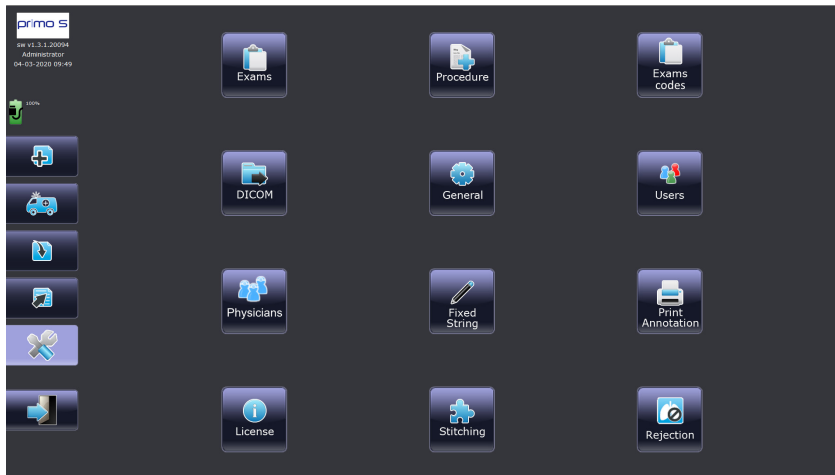 primo S
sw v1.3.1.20094
Administrator
04-03-2020 09:49
100%
Exams
Procedure
Exams
codes
DICOM
General
Users
Physicians
Fixed
String
Print
Annotation
License
Stitching
Rejection